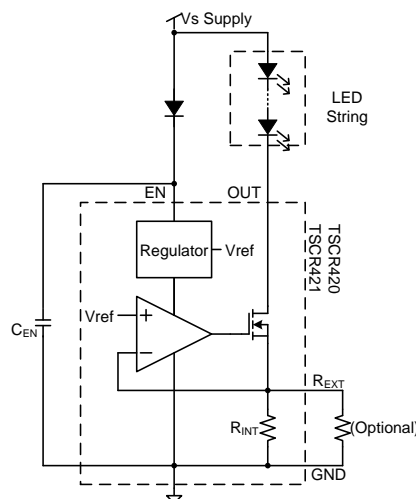 Vs Supply
LED
String
EN
OUT
TSCR420
TSCR421
Regulator
Vref
Vref
+
−
CEN
REXT
RINT
(Optional)
GND